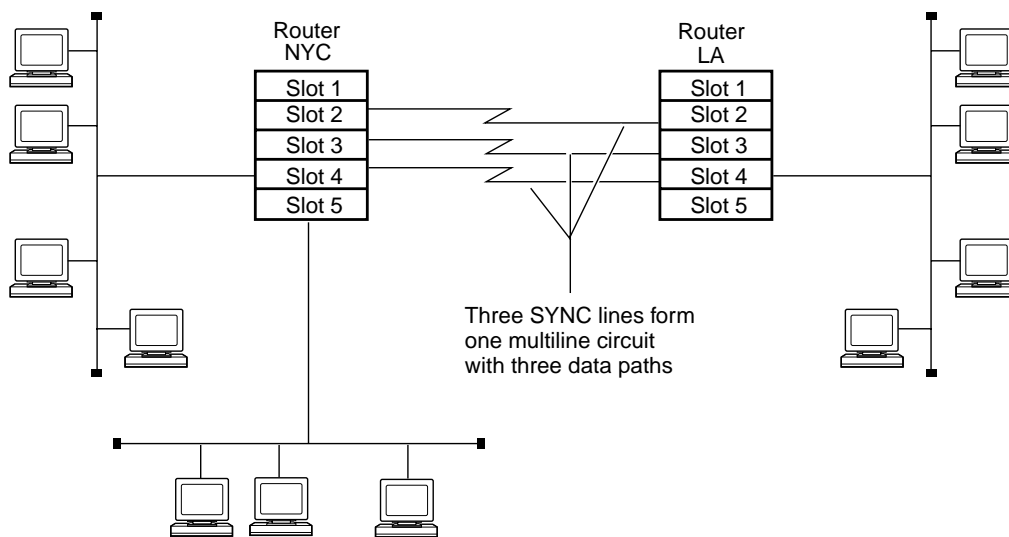 Router
NYC
Slot 1
Slot 2
Slot 3
Slot 4
Slot 5
Router
LA
Slot 1
Slot 2
Slot 3
Slot 4
Slot 5
Three SYNC lines form
one multiline circuit
with three data paths